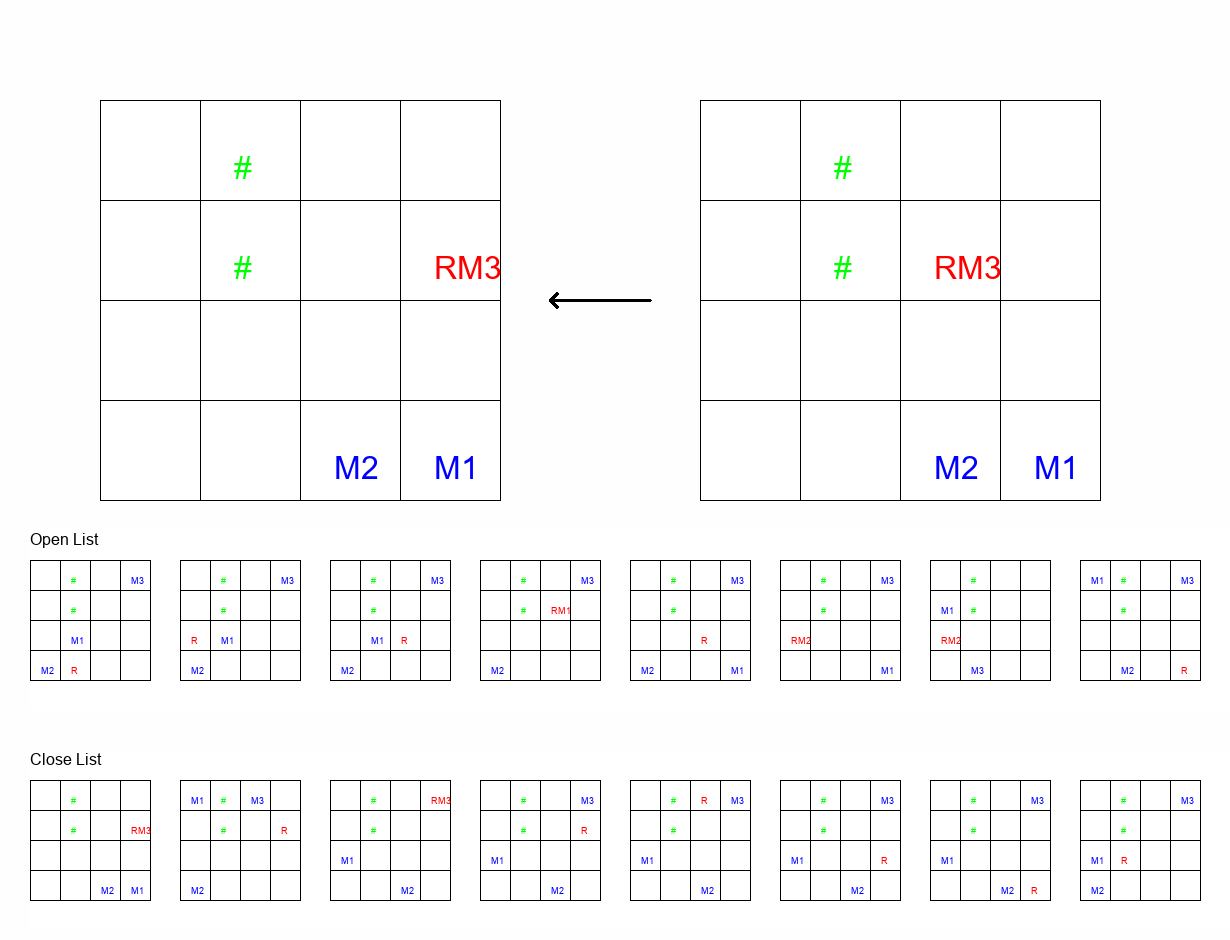 # #
# RM3 # RM3
M2 M1 M2 M1
Open List
# M3 # M3 # M3 # M3 # M3 # M3 # M1 # M3
# # # # RM1 # # M1 # #
M1 R M1 M1 R R RM2 RM2
M2 R M2 M2 M2 M2 M1 M1 M3 M2 R
Close List
# M1 # M3 # RM3 # M3 # R M3 # M3 # M3 # M3
# RM3 # R # # R # # # #
M1 M1 M1 M1 R M1 M1 R
M2 M1 M2 M2 M2 M2 M2 M2 R M2